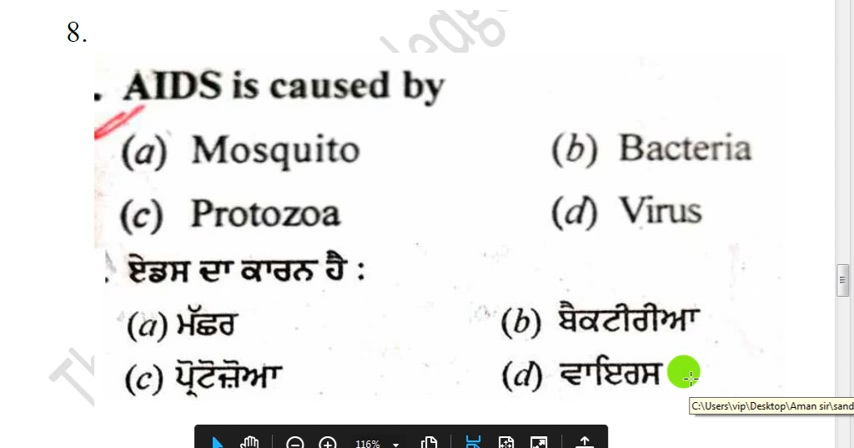 8.
. AIDS is caused by
(a) Mosquito (b) Bacteria
(c) Protozoa (d) Virus
. ਏਡਸ ਦਾ ਕਾਰਨ ਹੈ :
(a) ਮੱਛਰ (b) ਬੈਕਟੀਰੀਆ
(c) ਪ੍ਰੋਟੋਜ਼ੋਆ (d) ਵਾਇਰਸ
C:\Users\vip\Desktop\Aman sir\sand
116%